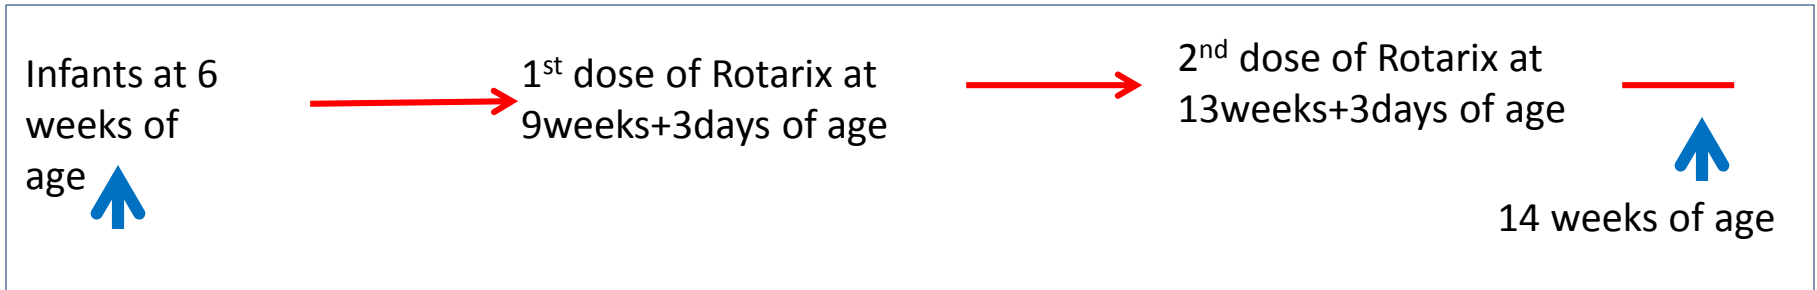 Infants at 6
weeks of
age
1st dose of Rotarix at
9weeks+3days of age
2nd dose of Rotarix at
13weeks+3days of age
14 weeks of age